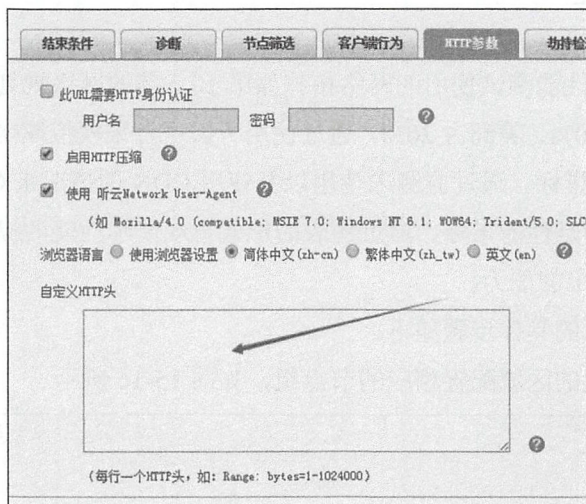 结束条件 诊断 节点筛选 客户端行为 HTTP参数 劫持检
此URL需要HTTP身份认证
用户名 密码
启用HTTP压缩
使用 听云Network User-Agent
(如 Mozilla/4.0 (compatible; MSIE 7.0; Windows NT 6.1; WOW64; Trident/5.0; SLC
浏览器语言 使用浏览器设置 简体中文(zh-cn) 繁体中文(zh_tw) 英文(en)
自定义HTTP头
(每行一个HTTP头，如: Range: bytes=1-1024000)